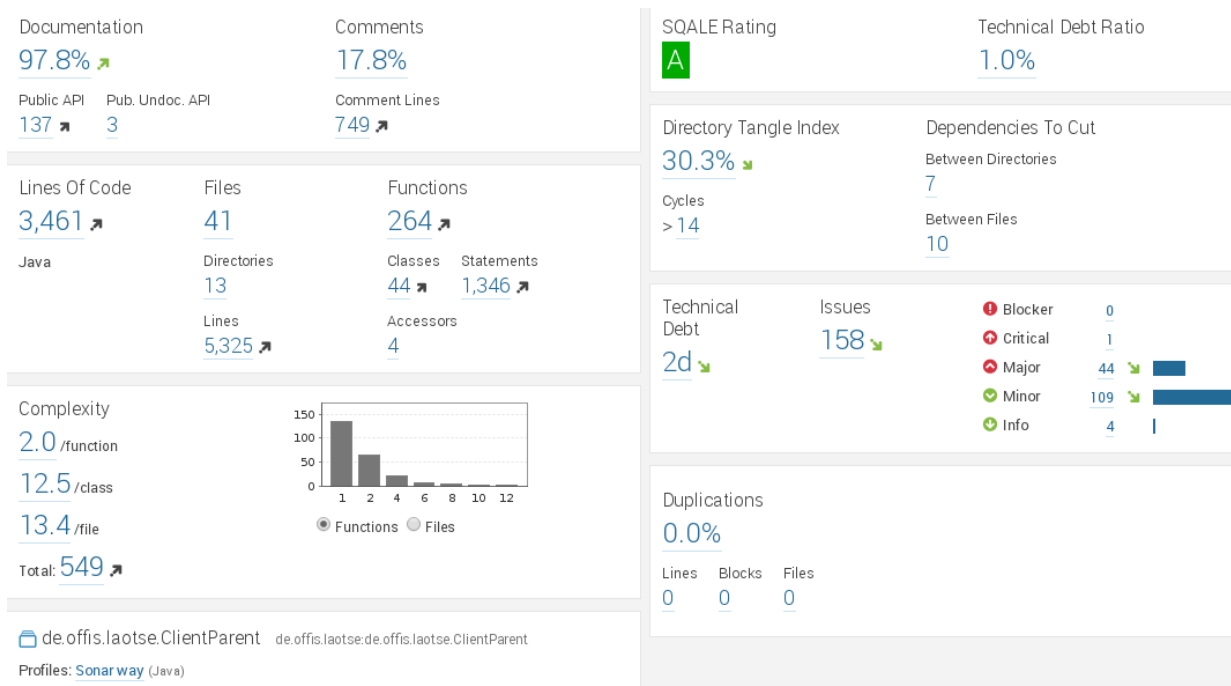 Documentation
Comments
97.8%
17.8%
Public API
Pub. Undoc. API
Comment Lines
137
3
749
Lines Of Code
Files
Functions
3,461
41
264
Java
Directories
Classes
Statements
13
44
1,346
Lines
Accessors
5,325
4
Complexity
2.0 /function
12.5 /class
13.4 /file
Total: 549
150
100
50
0
1 2 4 6 8 10 12
Functions
Files
de.offis.laotse.ClientParent
de.offis.laotse:de.offis.laotse.ClientParent
Profiles: Sonar way (Java)
SQALE Rating
Technical Debt Ratio
A
1.0%
Directory Tangle Index
Dependencies To Cut
30.3%
Between Directories
7
Cycles
> 14
Between Files
10
Technical Debt
Issues
2d
158
Blocker 0
Critical 1
Major 44
Minor 109
Info 4
Duplications
0.0%
Lines
Blocks
Files
0
0
0